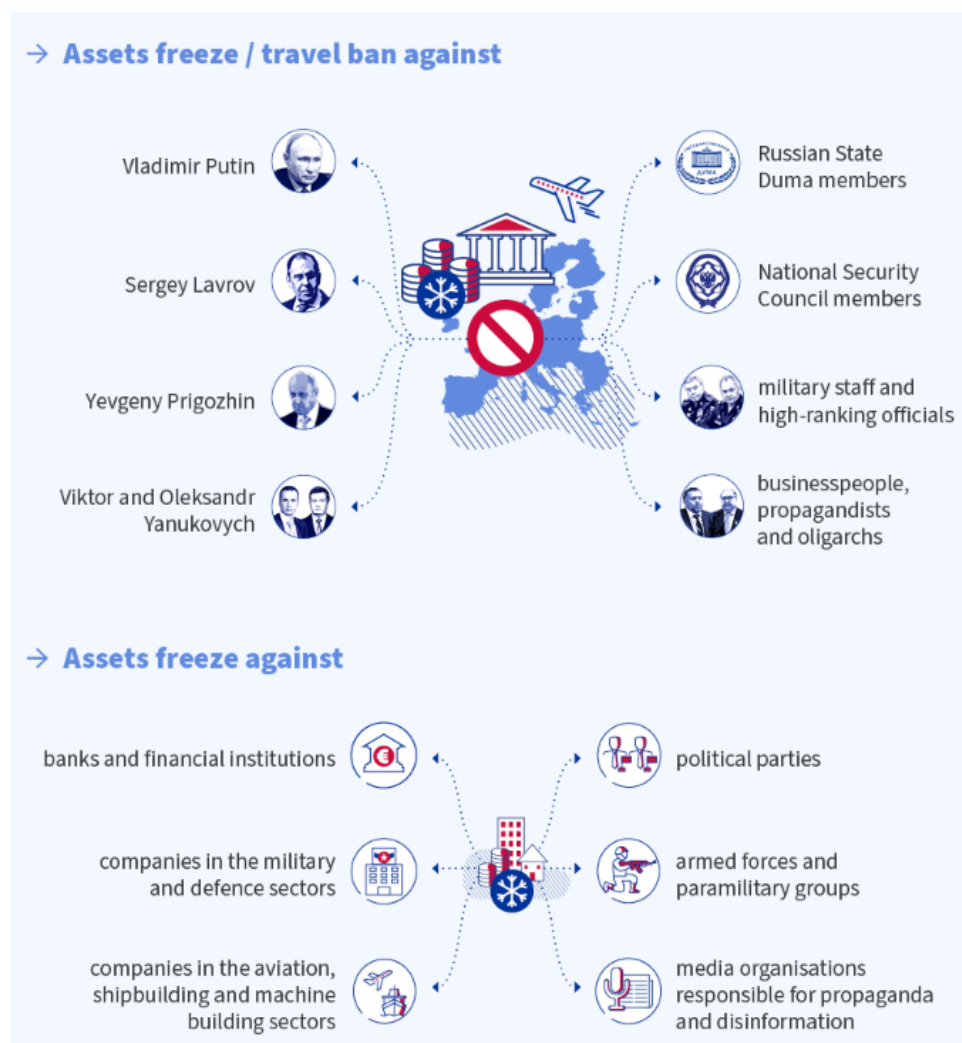 → Assets freeze / travel ban against
Vladimir Putin
Sergey Lavrov
Yevgeny Prigozhin
Viktor and Oleksandr
Yanukovych
ДУМА
Russian State
Duma members
National Security
Council members
military staff and
high-ranking officials
businesspeople,
propagandists
and oligarchs
→ Assets freeze against
banks and financial institutions
companies in the military
and defence sectors
companies in the aviation,
shipbuilding and machine
building sectors
political parties
armed forces and
paramilitary groups
media organisations
responsible for propaganda
and disinformation